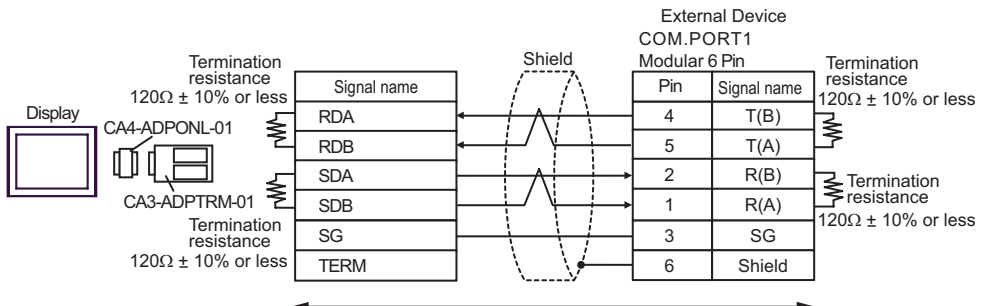 External Device
COM.PORT1
Modular 6 Pin
Shield
Termination
resistance
120Ω ± 10% or less
Display
CA4-ADPONL-01
CA3-ADPTRM-01
Termination
resistance
120Ω ± 10% or less
Signal name
RDA
RDB
SDA
SDB
SG
TERM
Pin Signal name
4 T(B)
5 T(A)
2 R(B)
1 R(A)
3 SG
6 Shield
Termination
resistance
120Ω ± 10% or less
Termination
resistance
120Ω ± 10% or less